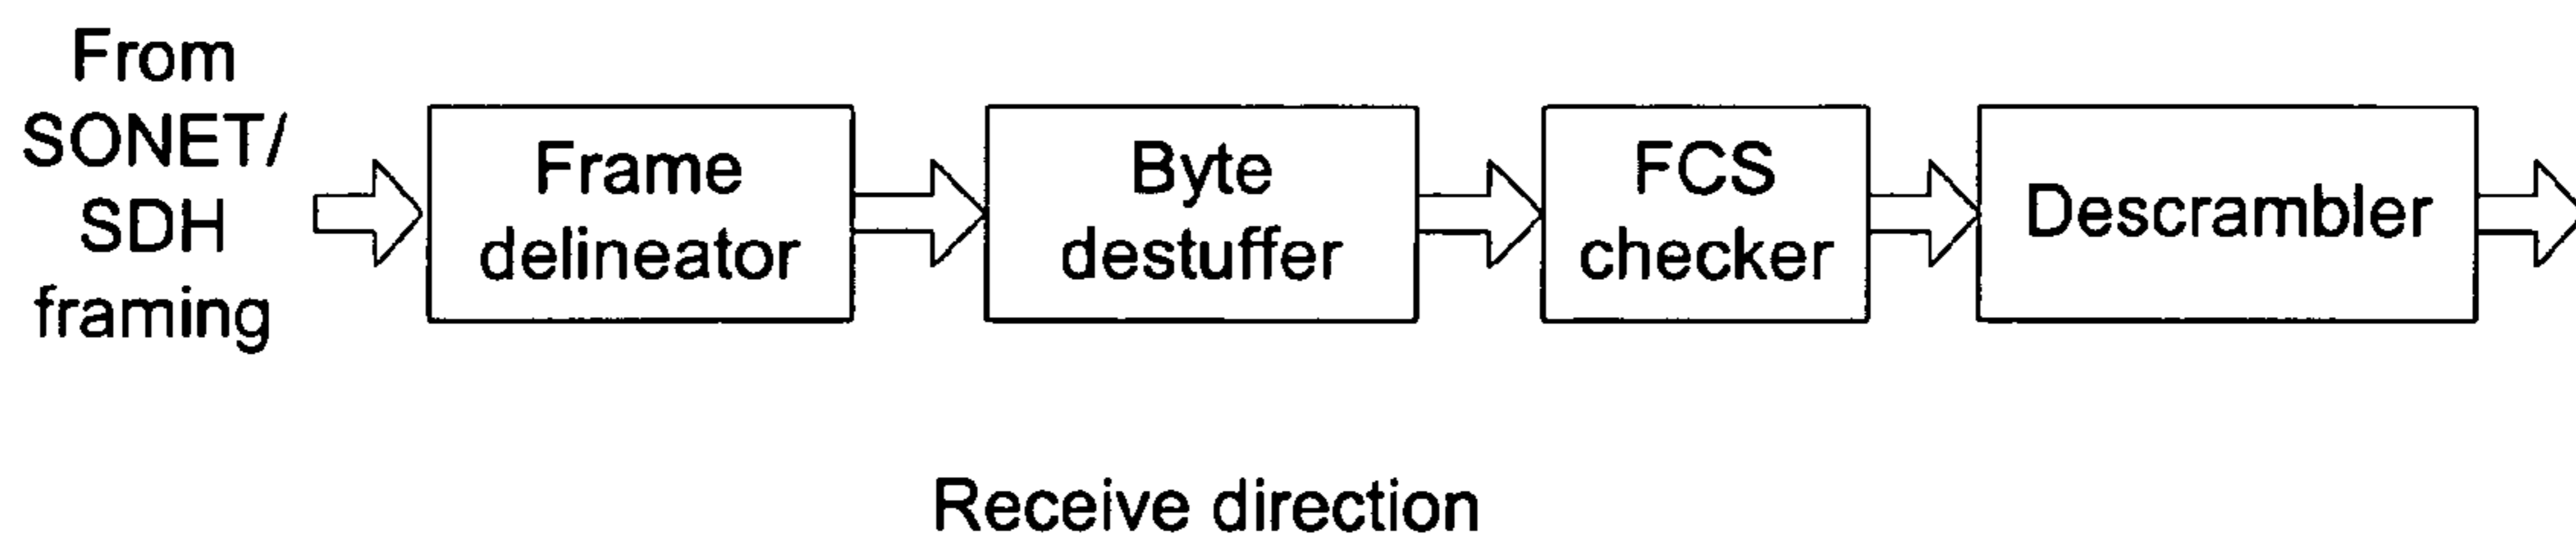 From
SONET/
SDH
framing
Frame
delineator
Byte
destuffer
FCS
checker
Descrambler
Receive direction